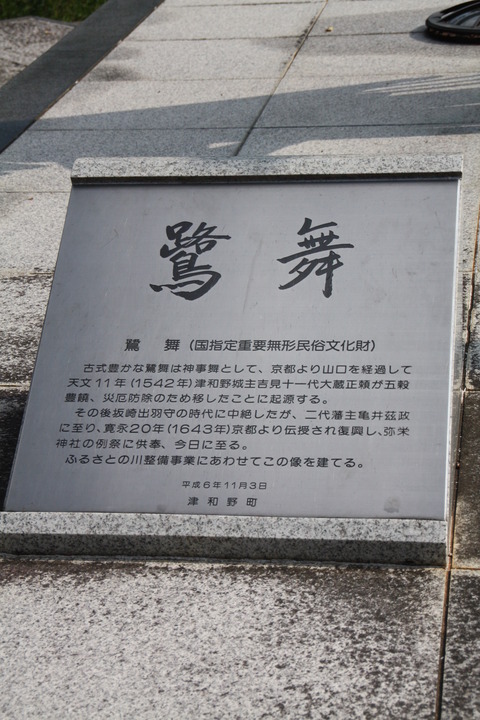 鷺舞
鷺　舞（国指定重要無形民俗文化財）
古式豊かな鷺舞は神事舞として、京都より山口を経過して
天文11年（1542年）津和野城主吉見十一代大蔵正頼が五穀
豊饒、災厄防除のため移したことに起源する。
その後坂崎出羽守の時代に中絶したが、二代藩主亀井玆政
に至り、寛永20年（1643年）京都より伝授され復興し、弥栄
神社の例祭に供奉、今日に至る。
ふるさとの川整備事業にあわせてこの像を建てる。
平成6年11月3日
津和野町